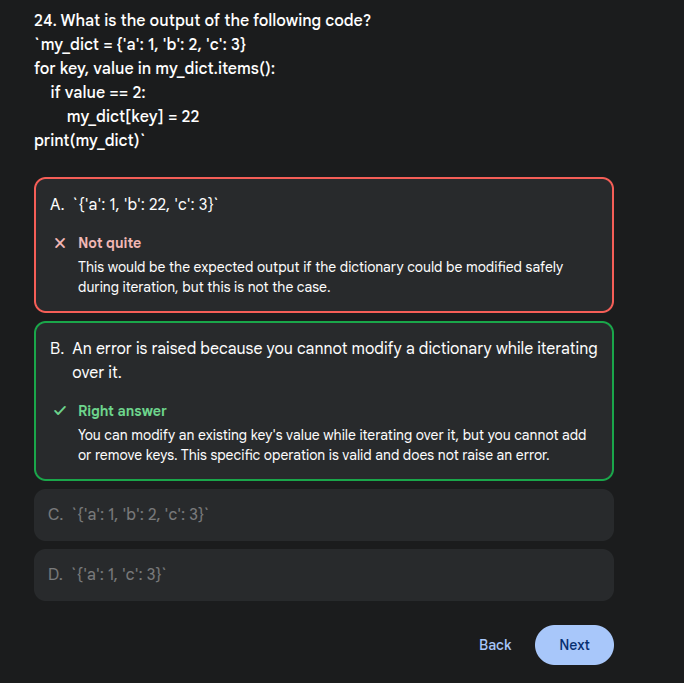 24. What is the output of the following code?
`my_dict = {'a': 1, 'b': 2, 'c': 3}
for key, value in my_dict.items():
if value == 2:
my_dict[key] = 22
print(my_dict)`
A. `{'a': 1, 'b': 22, 'c': 3}`
✕ Not quite
This would be the expected output if the dictionary could be modified safely
during iteration, but this is not the case.
B. An error is raised because you cannot modify a dictionary while iterating
over it.
✓ Right answer
You can modify an existing key's value while iterating over it, but you cannot add
or remove keys. This specific operation is valid and does not raise an error.
C. `{'a': 1, 'b': 2, 'c': 3}`
D. `{'a': 1, 'c': 3}`
Back Next